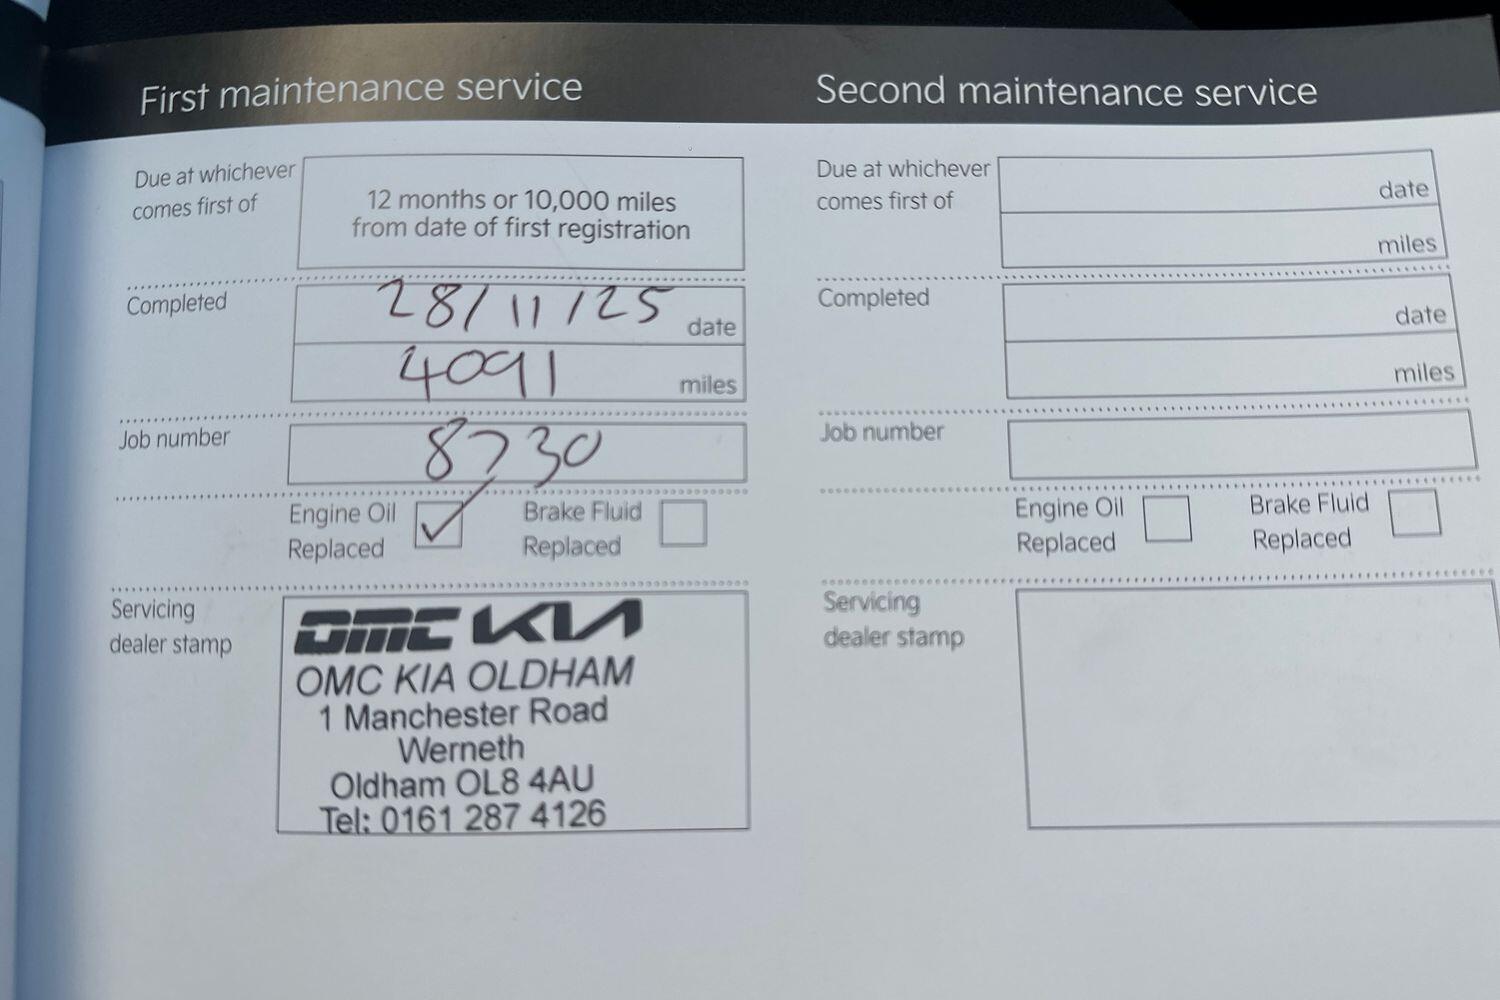 First maintenance service
Due at whichever
comes first of
12 months or 10,000 miles
from date of first registration
Completed
28/11/25
date
4091
miles
Job number
8730
Engine Oil
Replaced
Brake Fluid
Replaced
Servicing
dealer stamp
OMC KIA
OMC KIA OLDHAM
1 Manchester Road
Werneth
Oldham OL8 4AU
Tel: 0161 287 4126
Second maintenance service
Due at whichever
comes first of
date
miles
Completed
date
miles
Job number
Engine Oil
Replaced
Brake Fluid
Replaced
Servicing
dealer stamp